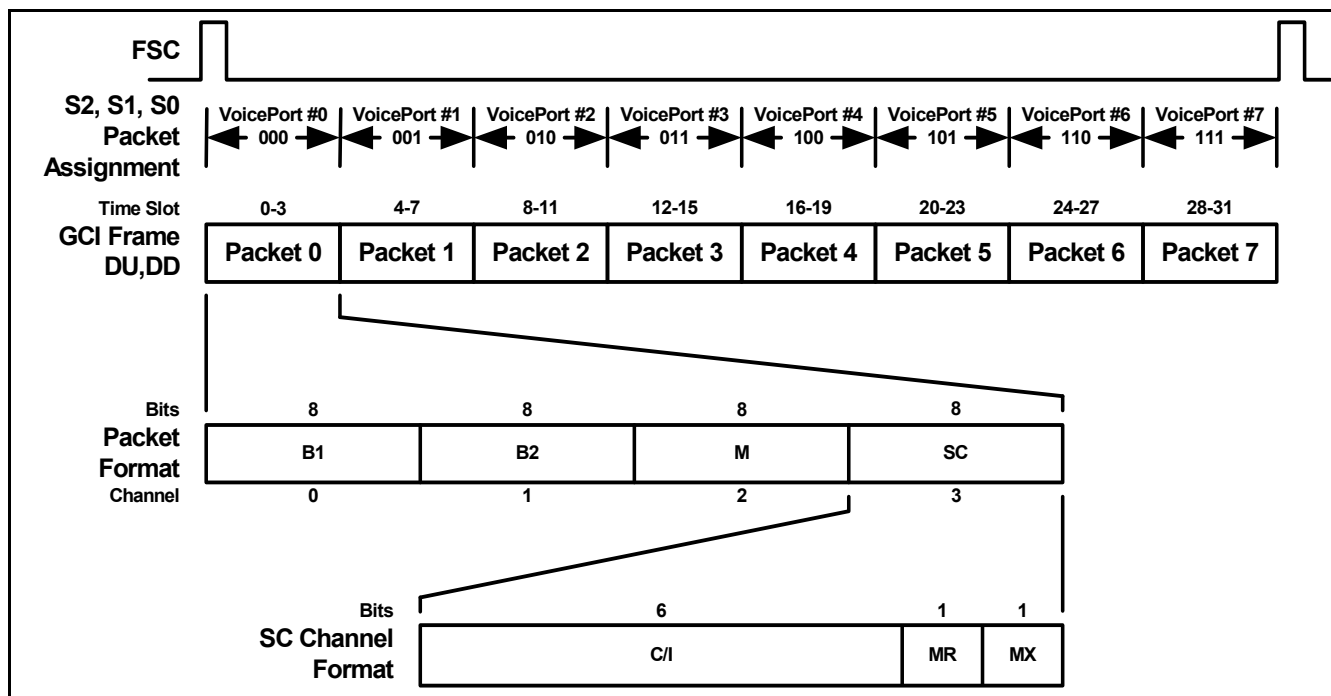 FSC
S2, S1, S0
Packet
Assignment
VoicePort #0 VoicePort #1 VoicePort #2 VoicePort #3 VoicePort #4 VoicePort #5 VoicePort #6 VoicePort #7
000 001 010 011 100 101 110 111
Time Slot 0-3 4-7 8-11 12-15 16-19 20-23 24-27 28-31
GCI Frame
DU,DD
Packet 0 Packet 1 Packet 2 Packet 3 Packet 4 Packet 5 Packet 6 Packet 7
Bits 8 8 8 8
Packet
Format
B1 B2 M SC
Channel 0 1 2 3
Bits 6 1 1
SC Channel
Format
C/I MR MX